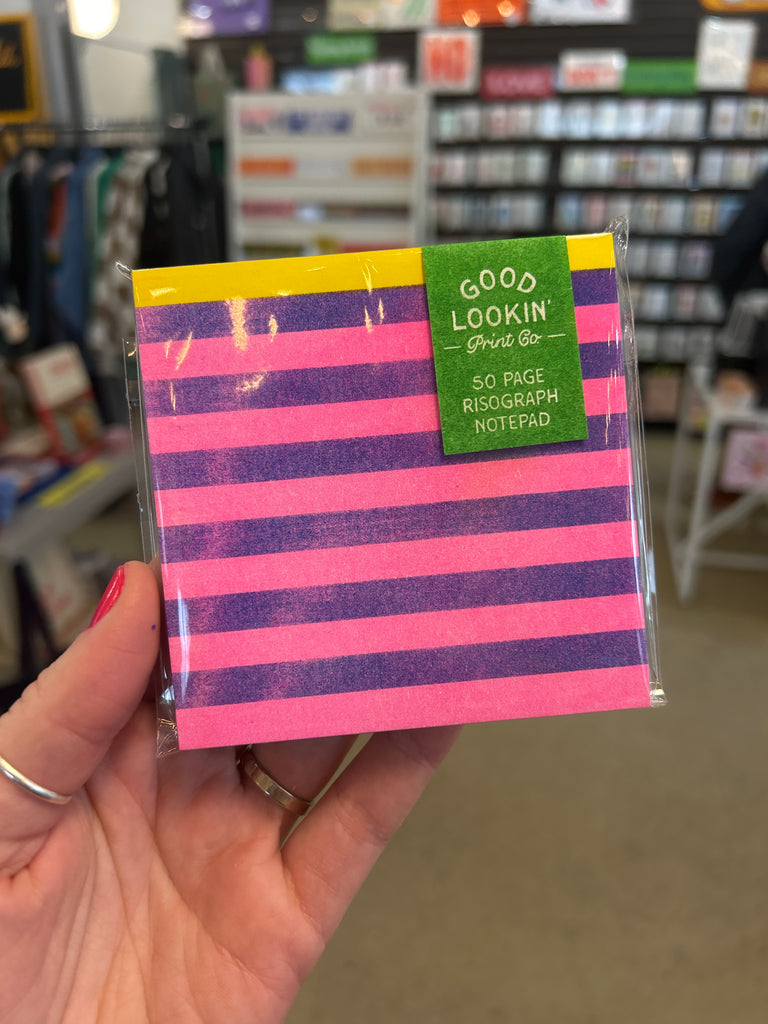 GOOD
LOOKIN'
Print Co
50 PAGE
RISOGRAPH
NOTEPAD